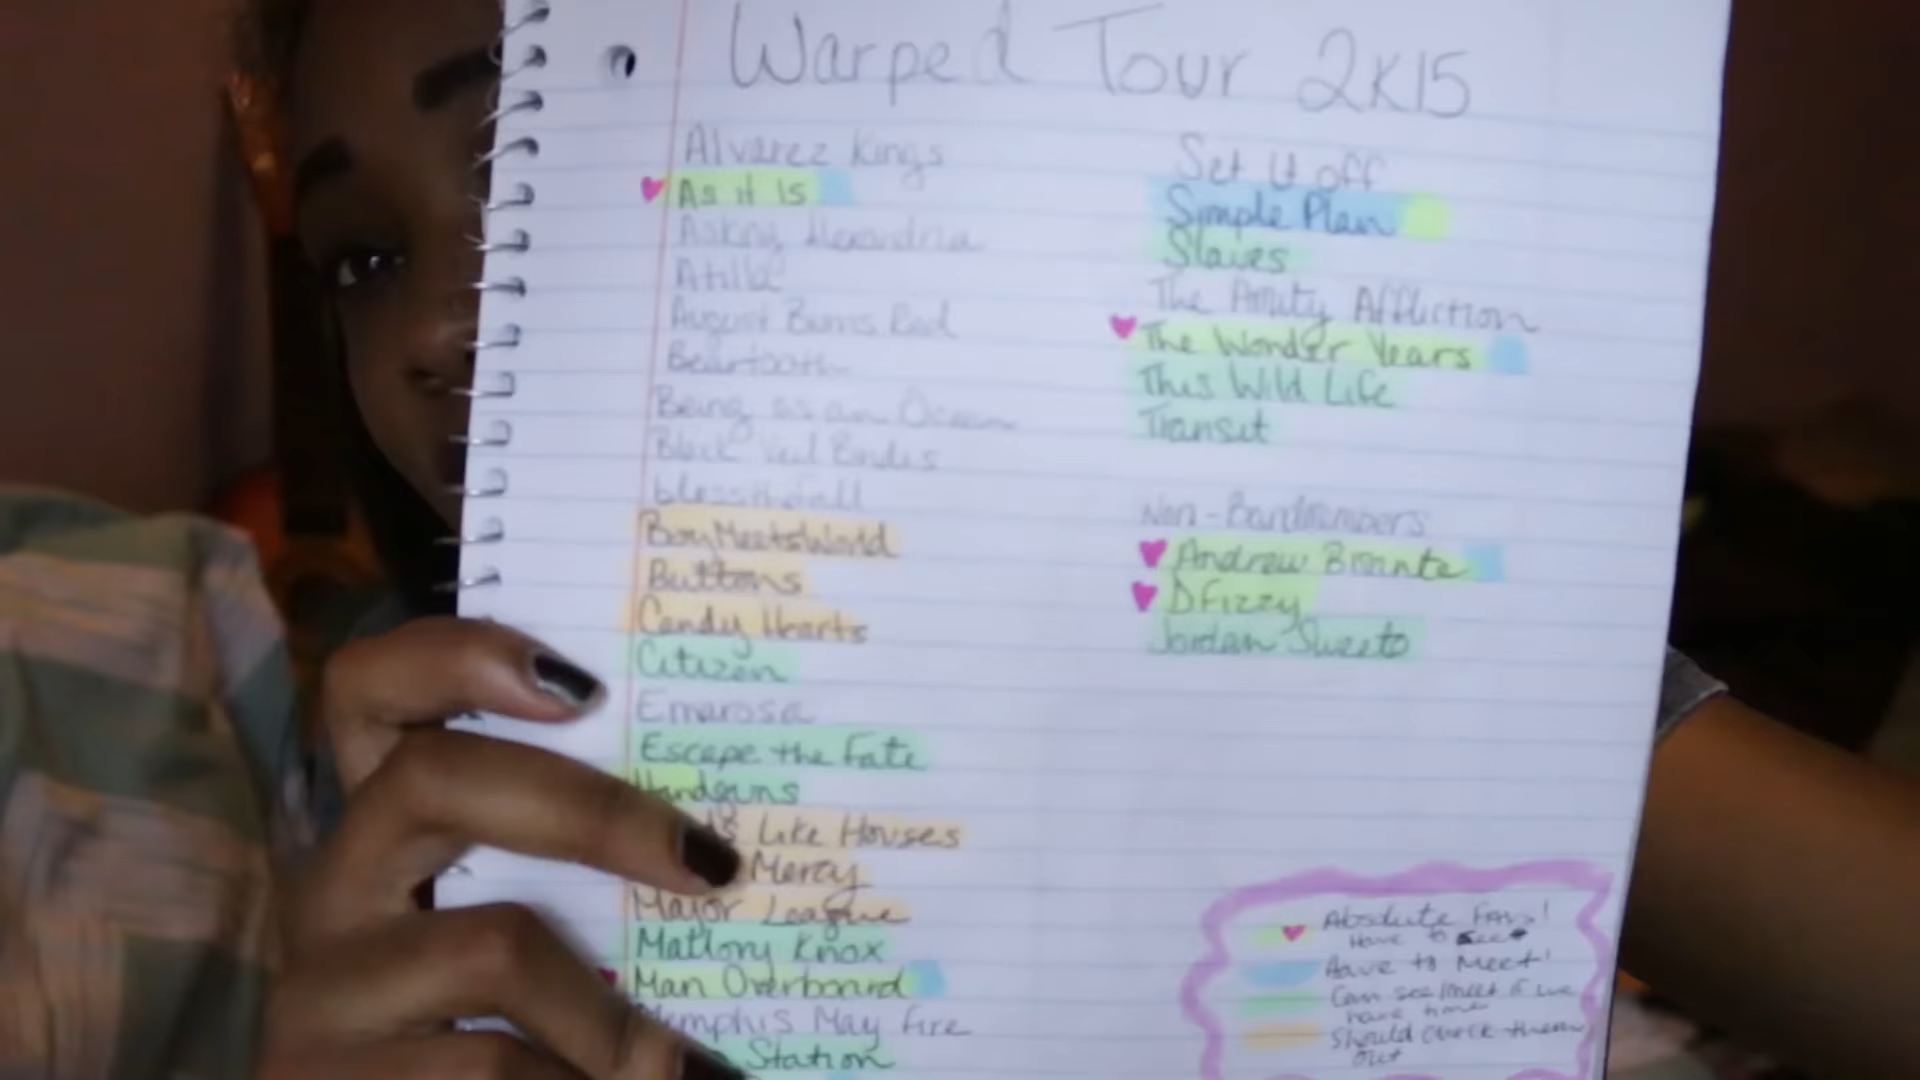 Warped Tour 2K15
Alvarez Kings
As it Is
Asking Alexandria
Atilla
August Burns Red
Beartooth
Being as an Ocean
Black Veil Brides
blessthefall
BoyMeetsWorld
Buttons
Candy Hearts
Citizen
Emarosa
Escape the Fate
Handguns
Like Houses
Mercy
Major League
Mallory Knox
Man Overboard
Memphis May Fire
Station
Set it off
Simple Plan
Slaves
The Amity Affliction
The Wonder Years
This Wild Life
Transit
Non-Bandmembers
Andrew
DFizzy
Jordan Sweeto
Absolute Favs!
Have to
Have to Meet!
Can see/meet if we
have time
Should check them
out